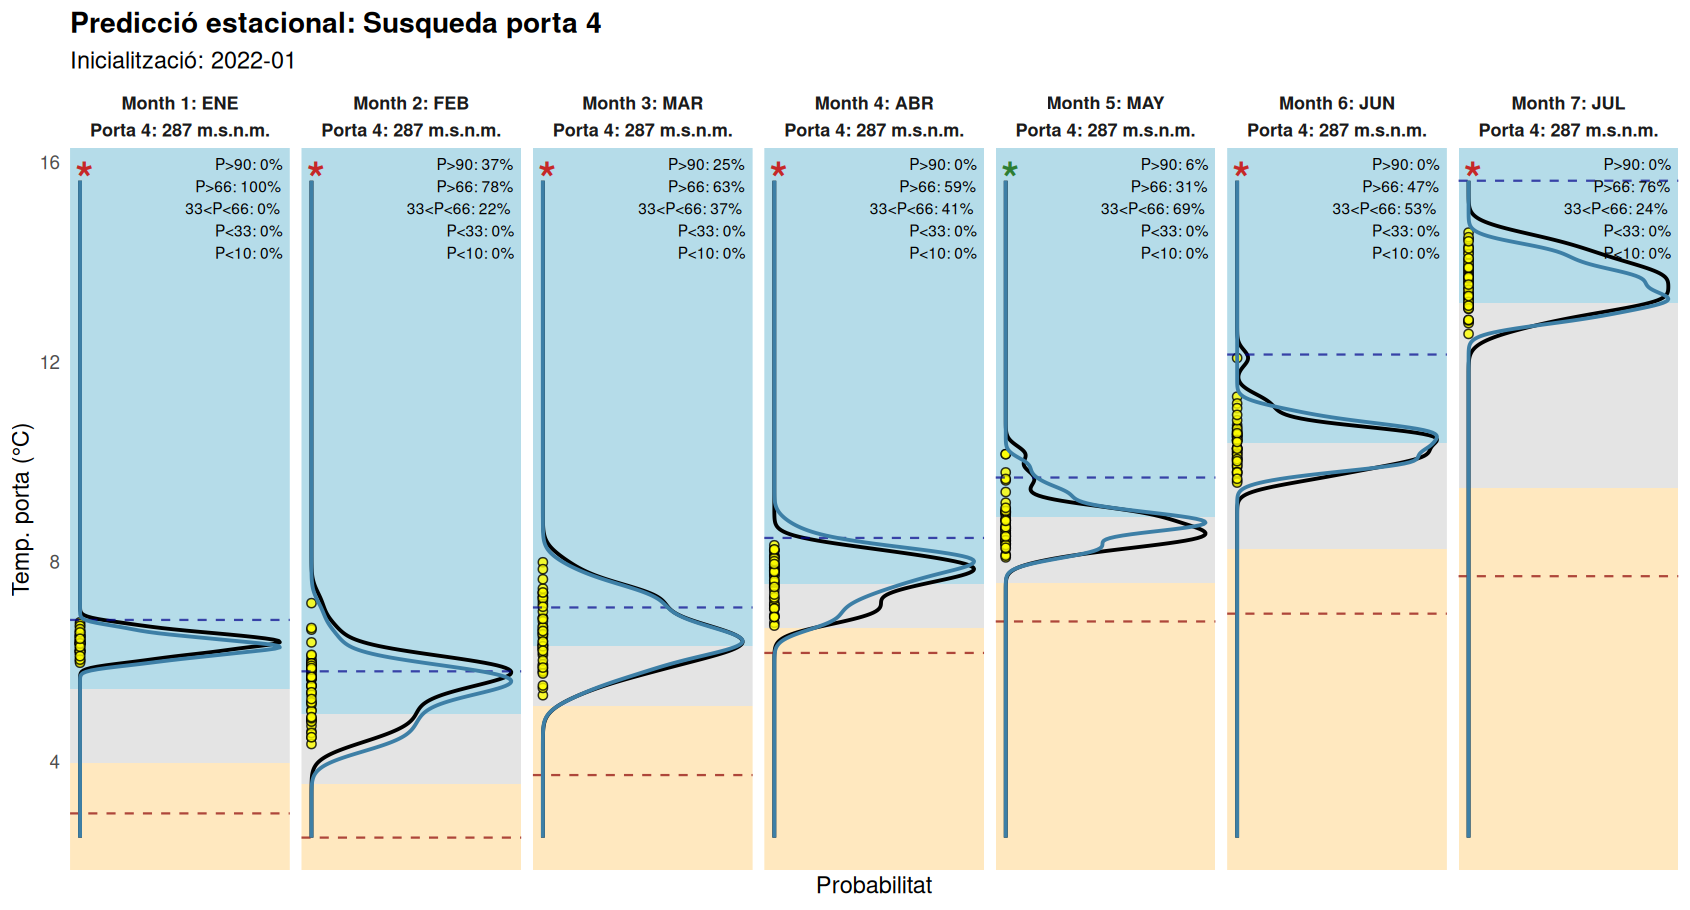 Predicció estacional: Susqueda porta 4
Inicialització: 2022-01
Month 1: ENE
Porta 4: 287 m.s.n.m.
Month 2: FEB
Porta 4: 287 m.s.n.m.
Month 3: MAR
Porta 4: 287 m.s.n.m.
Month 4: ABR
Porta 4: 287 m.s.n.m.
Month 5: MAY
Porta 4: 287 m.s.n.m.
Month 6: JUN
Porta 4: 287 m.s.n.m.
Month 7: JUL
Porta 4: 287 m.s.n.m.
*
P>90: 0%
P>66: 100%
33<P<66: 0%
P<33: 0%
P<10: 0%
*
P>90: 37%
P>66: 78%
33<P<66: 22%
P<33: 0%
P<10: 0%
*
P>90: 25%
P>66: 63%
33<P<66: 37%
P<33: 0%
P<10: 0%
*
P>90: 0%
P>66: 59%
33<P<66: 41%
P<33: 0%
P<10: 0%
*
P>90: 6%
P>66: 31%
33<P<66: 69%
P<33: 0%
P<10: 0%
*
P>90: 0%
P>66: 47%
33<P<66: 53%
P<33: 0%
P<10: 0%
*
P>90: 0%
P>66: 76%
33<P<66: 24%
P<33: 0%
P<10: 0%
16
12
8
4
Temp. porta (°C)
Probabilitat